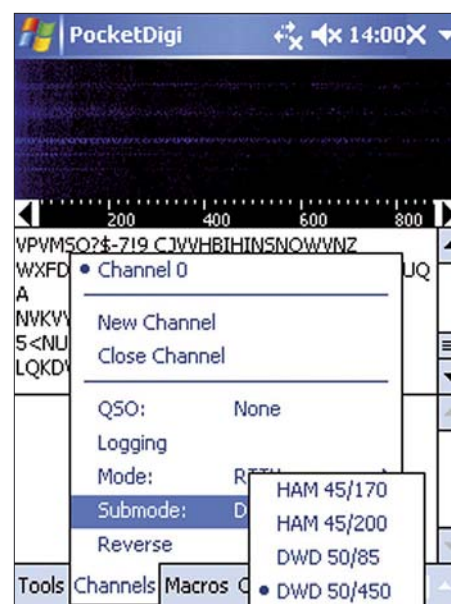 PocketDigi 14:00
200 400 600 800
VPVMSO?$-7!9 CJVVHBIHINSNOWVNZ
WXFD UQ
A
NVKVY
5<NU
LQKDV
Channel 0
New Channel
Close Channel
QSO: None
Logging
Mode:
Submode: D
Reverse
HAM 45/170
HAM 45/200
DWD 50/85
DWD 50/450
Tools Channels Macros